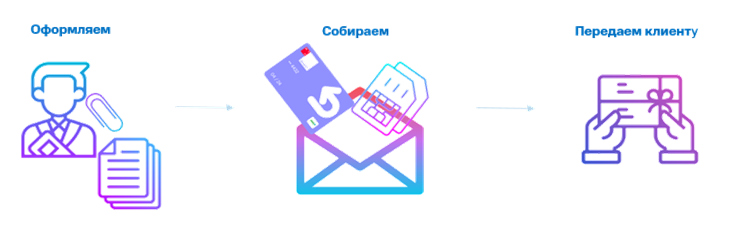 Оформляем
Собираем
Передаем клиенту